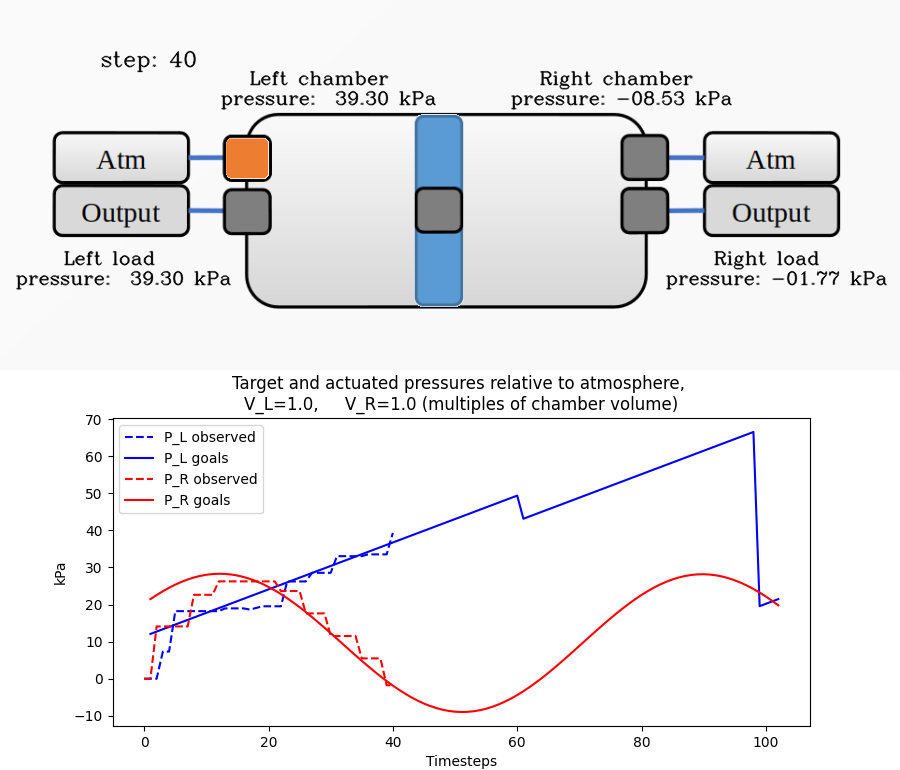 step: 40
Left chamber
pressure: 39.30 kPa
Right chamber
pressure: −08.53 kPa
Atm
Output
Atm
Output
Left load
pressure: 39.30 kPa
Right load
pressure: −01.77 kPa
Target and actuated pressures relative to atmosphere,
V_L=1.0, V_R=1.0 (multiples of chamber volume)
P_L observed
P_L goals
P_R observed
P_R goals
70
60
50
40
30
20
10
0
−10
kPa
0 20 40 60 80 100
Timesteps